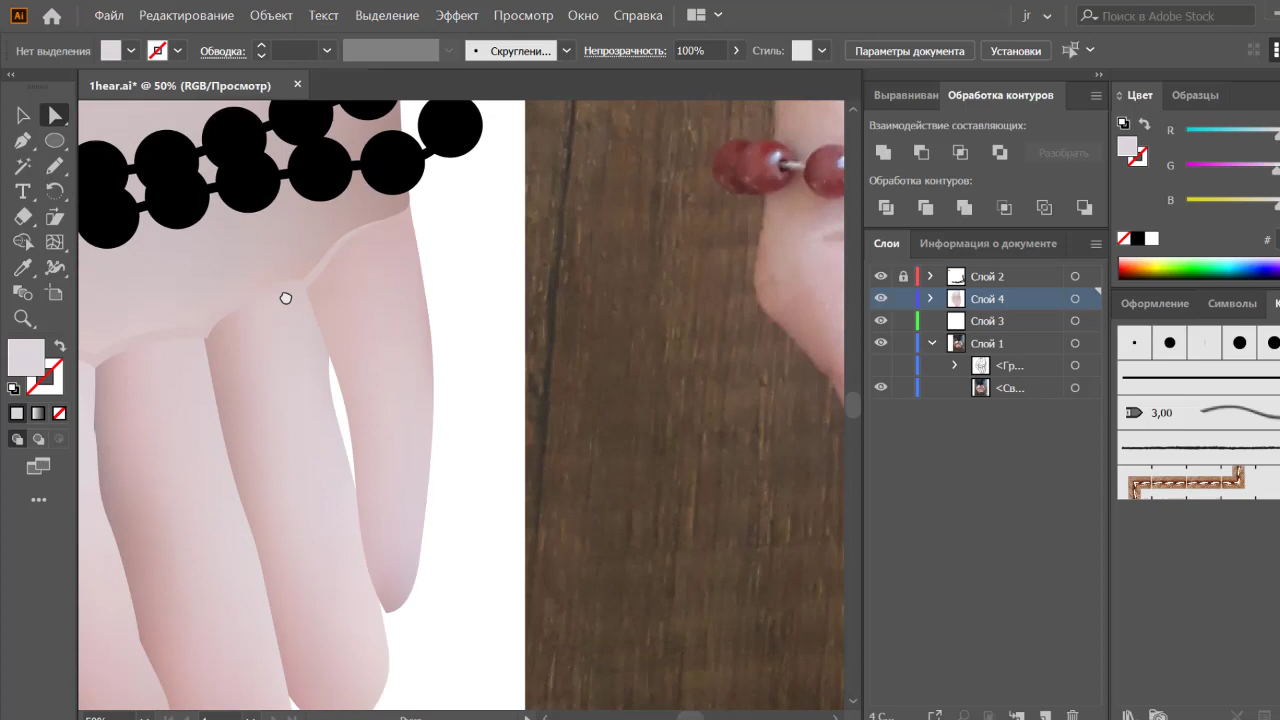 Ai Файл Редактирование Объект Текст Выделение Эффект Просмотр Окно Справка jr Поиск в Adobe Stock
Нет выделения Обводка: Скруглени... Непрозрачность: 100% Стиль: Параметры документа Установки
1hear.ai* @ 50% (RGB/Просмотр)
Выравниван Обработка контуров Цвет Образцы
Взаимодействие составляющих:
Разобрать
Обработка контуров:
R
G
B
#
Слои Информация о документе
Слой 2
Слой 4
Слой 3
Слой 1
<Гр...
<Св...
Уточнение Символы К
3,00